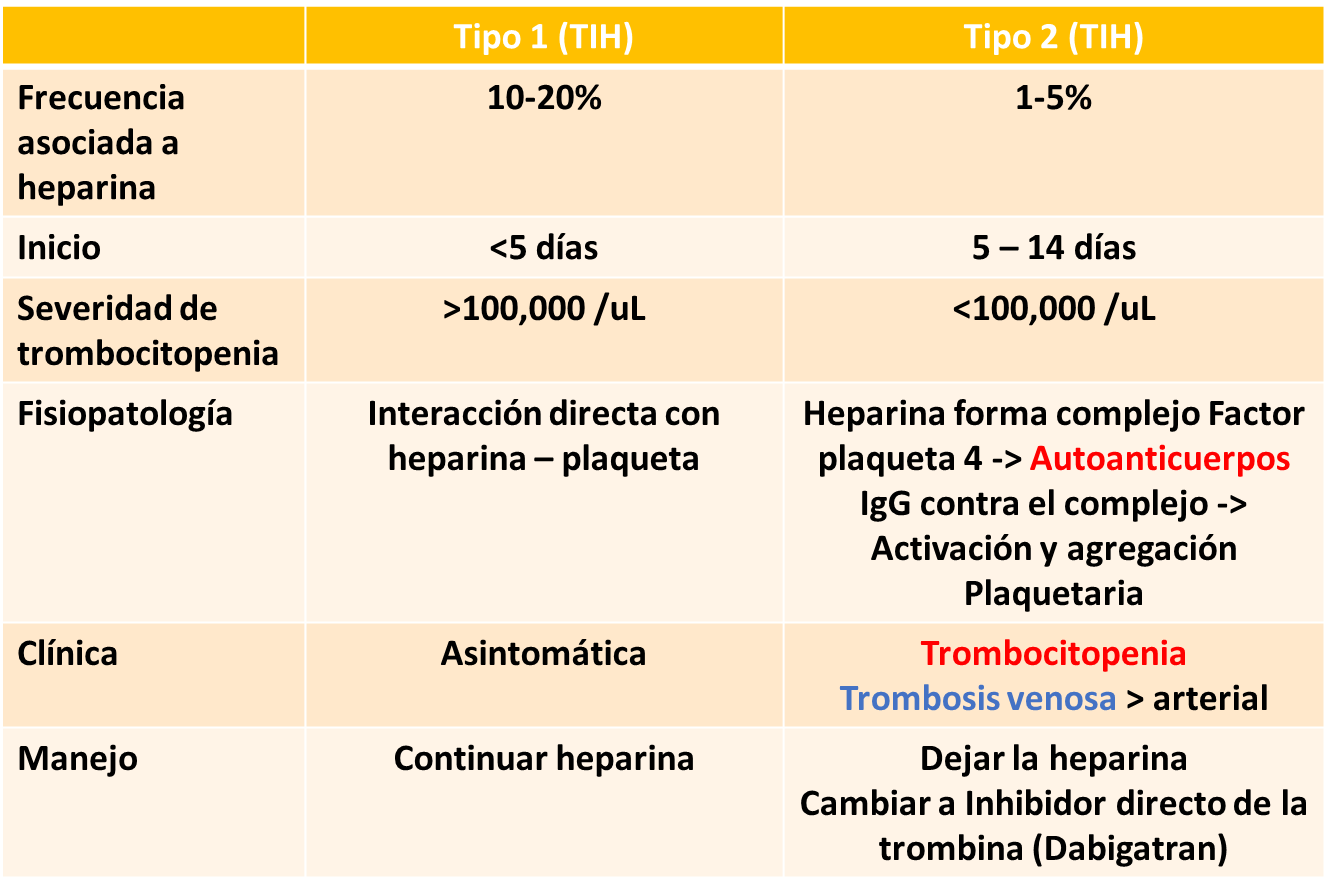 Tipo 1 (TIH)
Tipo 2 (TIH)
Frecuencia
asociada a
heparina
10-20%
1-5%
Inicio
<5 días
5 – 14 días
Severidad de
trombocitopenia
>100,000 /uL
<100,000 /uL
Fisiopatología
Interacción directa con
heparina – plaqueta
Heparina forma complejo Factor
plaqueta 4 -> Autoanticuerpos
IgG contra el complejo ->
Activación y agregación
Plaquetaria
Clínica
Asintomática
Trombocitopenia
Trombosis venosa > arterial
Manejo
Continuar heparina
Dejar la heparina
Cambiar a Inhibidor directo de la
trombina (Dabigatran)